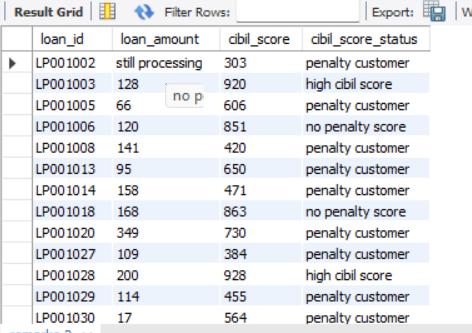 Result Grid Filter Rows: Export: W
loan_id loan_amount cibil_score cibil_score_status
LP001002 still processing 303 penalty customer
LP001003 128 920 high cibil score
no p
LP001005 66 606 penalty customer
LP001006 120 851 no penalty score
LP001008 141 420 penalty customer
LP001013 95 650 penalty customer
LP001014 158 471 penalty customer
LP001018 168 863 no penalty score
LP001020 349 730 penalty customer
LP001027 109 384 penalty customer
LP001028 200 928 high cibil score
LP001029 114 455 penalty customer
LP001030 17 564 penalty customer